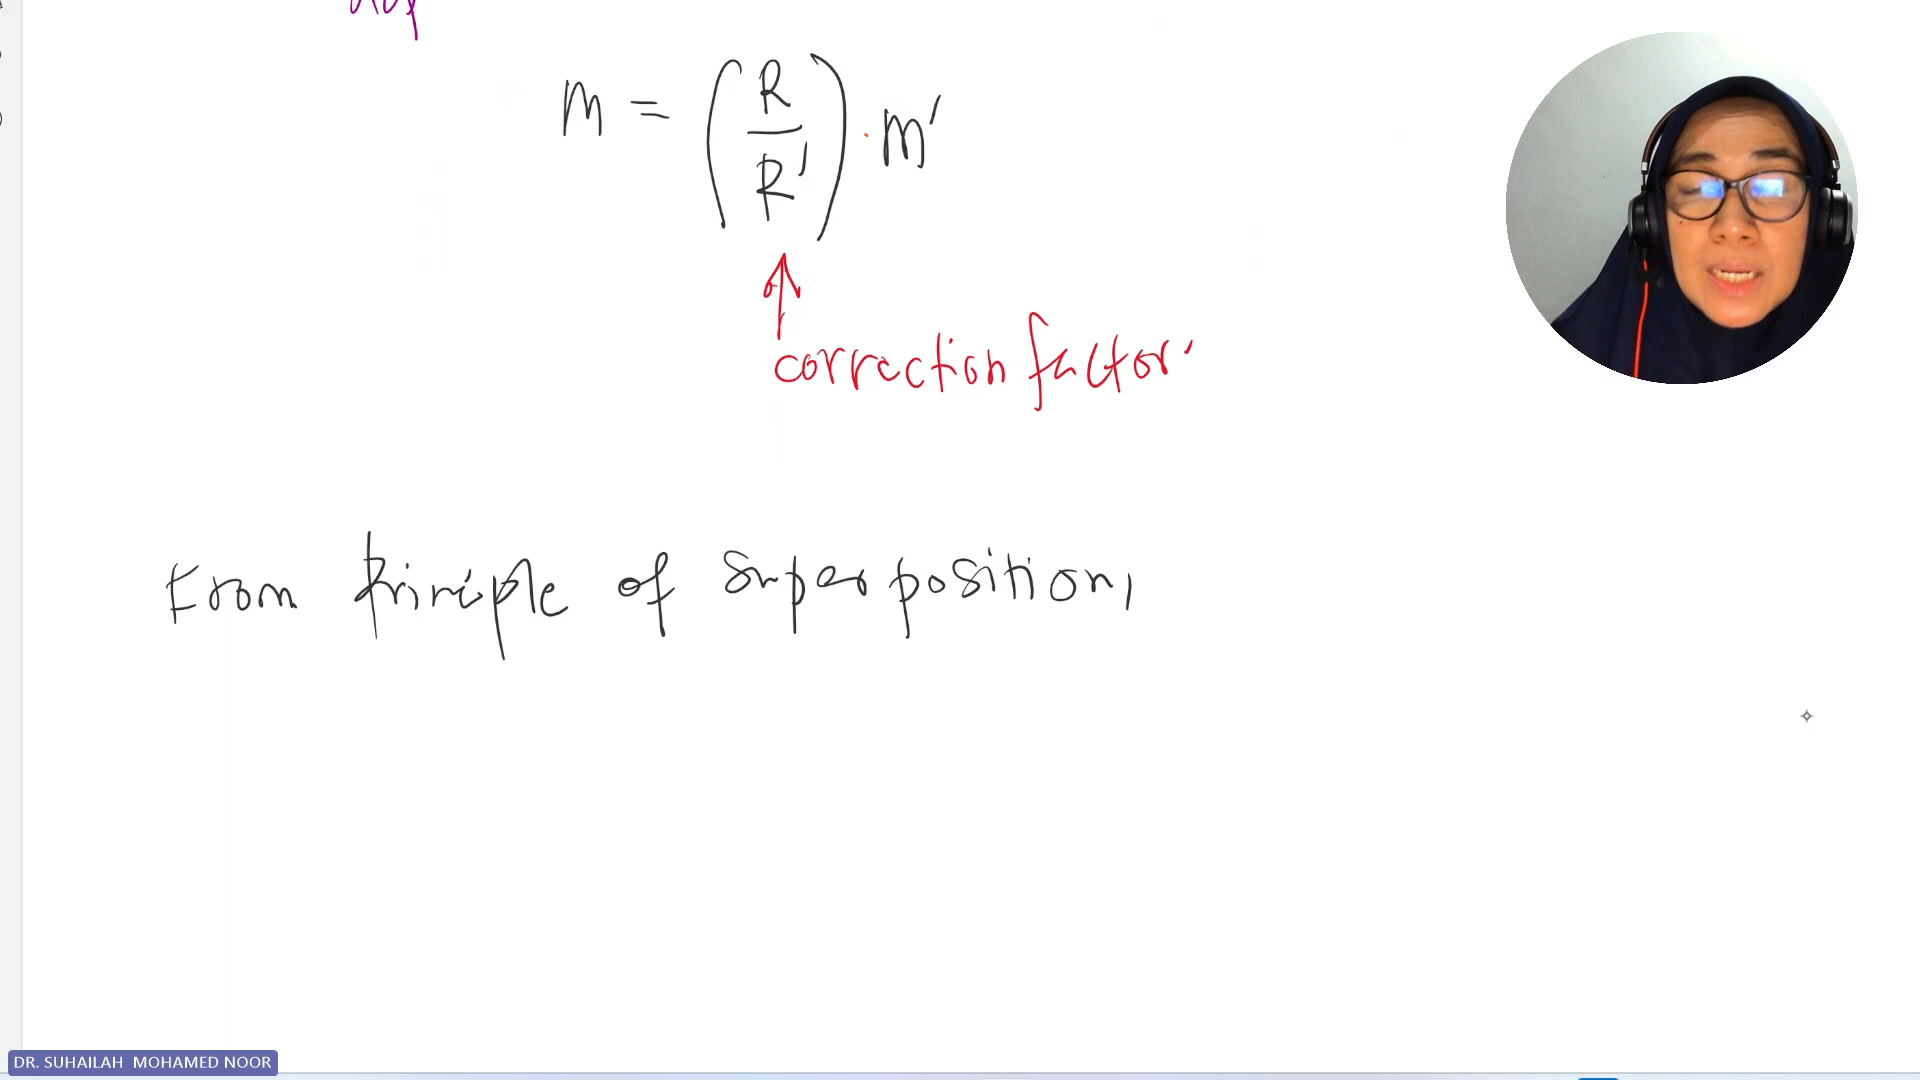 m = (R/R') · m'
correction factor.
From Principle of Superposition,
DR. SUHAILAH MOHAMED NOOR